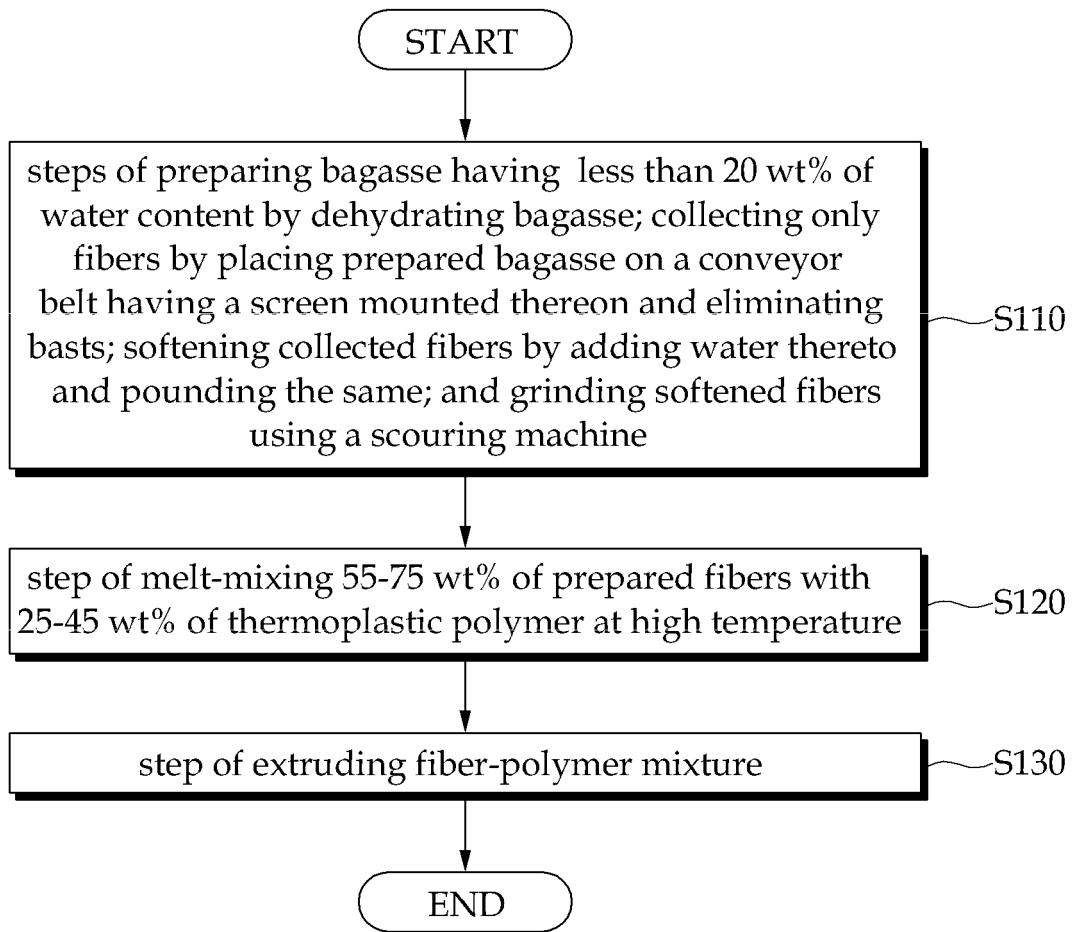 START
steps of preparing bagasse having less than 20 wt% of
water content by dehydrating bagasse; collecting only
fibers by placing prepared bagasse on a conveyor
belt having a screen mounted thereon and eliminating
basts; softening collected fibers by adding water thereto
and pounding the same; and grinding softened fibers
using a scouring machine
S110
step of melt-mixing 55-75 wt% of prepared fibers with
25-45 wt% of thermoplastic polymer at high temperature
S120
step of extruding fiber-polymer mixture
S130
END